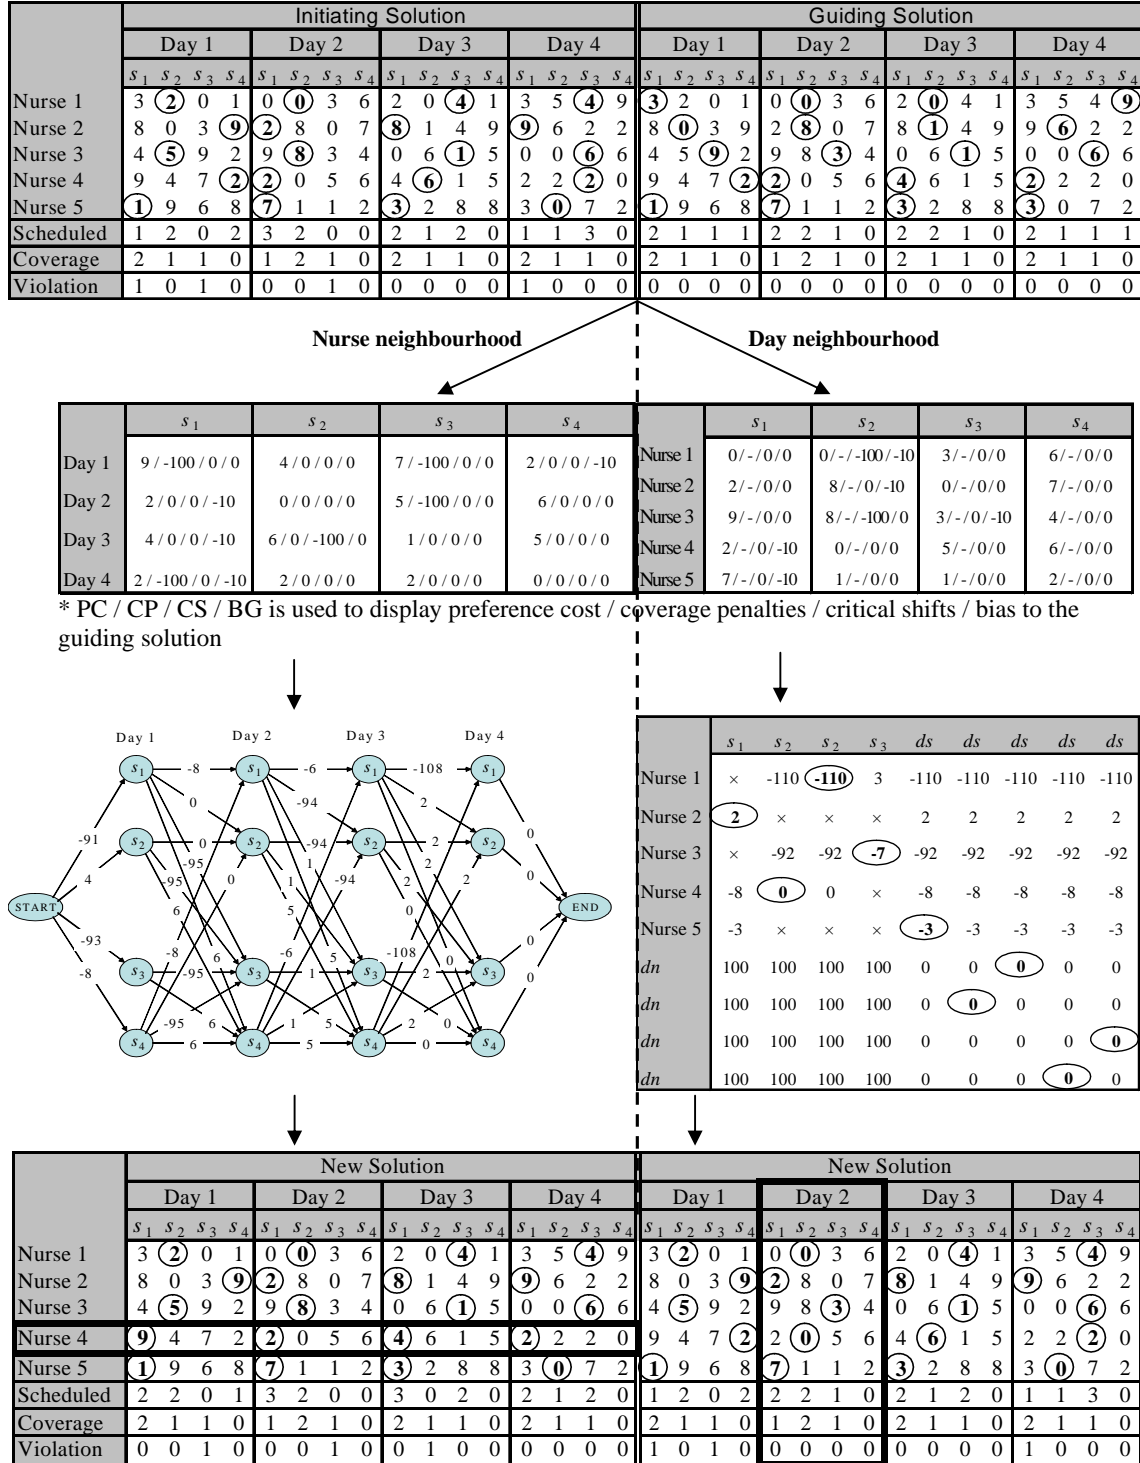 Initiating Solution Guiding Solution
Day 1 Day 2 Day 3 Day 4 Day 1 Day 2 Day 3 Day 4
s1 s2 s3 s4 s1 s2 s3 s4 s1 s2 s3 s4 s1 s2 s3 s4 s1 s2 s3 s4 s1 s2 s3 s4 s1 s2 s3 s4 s1 s2 s3 s4
Nurse 1 3 2 0 1 0 0 3 6 2 0 4 1 3 5 4 9 3 2 0 1 0 0 3 6 2 0 4 1 3 5 4 9
Nurse 2 8 0 3 9 2 8 0 7 8 1 4 9 9 6 2 2 8 0 3 9 2 8 0 7 8 1 4 9 9 6 2 2
Nurse 3 4 5 9 2 9 8 3 4 0 6 1 5 0 0 6 6 4 5 9 2 9 8 3 4 0 6 1 5 0 0 6 6
Nurse 4 9 4 7 2 2 0 5 6 4 6 1 5 2 2 2 0 9 4 7 2 2 0 5 6 4 6 1 5 2 2 2 0
Nurse 5 1 9 6 8 7 1 1 2 3 2 8 8 3 0 7 2 1 9 6 8 7 1 1 2 3 2 8 8 3 0 7 2
Scheduled 1 2 0 2 3 2 0 0 2 1 2 0 1 1 3 0 2 1 1 1 2 2 1 0 2 2 1 0 2 1 1 1
Coverage 2 1 1 0 1 2 1 0 2 1 1 0 2 1 1 0 2 1 1 0 1 2 1 0 2 1 1 0 2 1 1 0
Violation 1 0 1 0 0 0 1 0 0 0 0 0 1 0 0 0 0 0 0 0 0 0 0 0 0 0 0 0 0 0 0 0
Nurse neighbourhood Day neighbourhood
s1 s2 s3 s4
Day 1 9 / -100 / 0 / 0 4 / 0 / 0 / 0 7 / -100 / 0 / 0 2 / 0 / 0 / -10
Day 2 2 / 0 / 0 / -10 0 / 0 / 0 / 0 5 / -100 / 0 / 0 6 / 0 / 0 / 0
Day 3 4 / 0 / 0 / -10 6 / 0 / -100 / 0 1 / 0 / 0 / 0 5 / 0 / 0 / 0
Day 4 2 / -100 / 0 / -10 2 / 0 / 0 / 0 2 / 0 / 0 / 0 0 / 0 / 0 / 0
s1 s2 s3 s4
Nurse 1 0/-/0/0 0/-/-100/-10 3/-/0/0 6/-/0/0
Nurse 2 2/-/0/0 8/-/0/-10 0/-/0/0 7/-/0/0
Nurse 3 9/-/0/0 8/-/-100/0 3/-/0/-10 4/-/0/0
Nurse 4 2/-/0/-10 0/-/0/0 5/-/0/0 6/-/0/0
Nurse 5 7/-/0/-10 1/-/0/0 1/-/0/0 2/-/0/0
* PC / CP / CS / BG is used to display preference cost / coverage penalties / critical shifts / bias to the
guiding solution
Day 1 Day 2 Day 3 Day 4
s1 -8 s1 -6 s1 -108 s1
0 -94 2 0
-91 s2 0 s2 -94 s2 2 s2
4 -95 1 2 0
-95 0 1 -94 2
START 6 5 0 END
-93 -8 6 -6 5 -108 0 0
s3 -95 s3 1 s3 2 s3
-8 0
-95 6 1 5 2 0
s4 6 s4 5 s4 0 s4
s1 s2 s2 s3 ds ds ds ds ds
Nurse 1 × -110 -110 3 -110 -110 -110 -110 -110
Nurse 2 2 × × × 2 2 2 2 2
Nurse 3 × -92 -92 -7 -92 -92 -92 -92 -92
Nurse 4 -8 0 0 × -8 -8 -8 -8 -8
Nurse 5 -3 × × × -3 -3 -3 -3 -3
dn 100 100 100 100 0 0 0 0 0
dn 100 100 100 100 0 0 0 0 0
dn 100 100 100 100 0 0 0 0 0
dn 100 100 100 100 0 0 0 0 0
New Solution New Solution
Day 1 Day 2 Day 3 Day 4 Day 1 Day 2 Day 3 Day 4
s1 s2 s3 s4 s1 s2 s3 s4 s1 s2 s3 s4 s1 s2 s3 s4 s1 s2 s3 s4 s1 s2 s3 s4 s1 s2 s3 s4 s1 s2 s3 s4
Nurse 1 3 2 0 1 0 0 3 6 2 0 4 1 3 5 4 9 3 2 0 1 0 0 3 6 2 0 4 1 3 5 4 9
Nurse 2 8 0 3 9 2 8 0 7 8 1 4 9 9 6 2 2 8 0 3 9 2 8 0 7 8 1 4 9 9 6 2 2
Nurse 3 4 5 9 2 9 8 3 4 0 6 1 5 0 0 6 6 4 5 9 2 9 8 3 4 0 6 1 5 0 0 6 6
Nurse 4 9 4 7 2 2 0 5 6 4 6 1 5 2 2 2 0 9 4 7 2 2 0 5 6 4 6 1 5 2 2 2 0
Nurse 5 1 9 6 8 7 1 1 2 3 2 8 8 3 0 7 2 1 9 6 8 7 1 1 2 3 2 8 8 3 0 7 2
Scheduled 2 2 0 1 3 2 0 0 3 0 2 0 2 1 2 0 1 2 0 2 2 2 1 0 2 1 2 0 1 1 3 0
Coverage 2 1 1 0 1 2 1 0 2 1 1 0 2 1 1 0 2 1 1 0 1 2 1 0 2 1 1 0 2 1 1 0
Violation 0 0 1 0 0 0 1 0 0 1 0 0 0 0 0 0 1 0 1 0 0 0 0 0 0 0 0 0 1 0 0 0